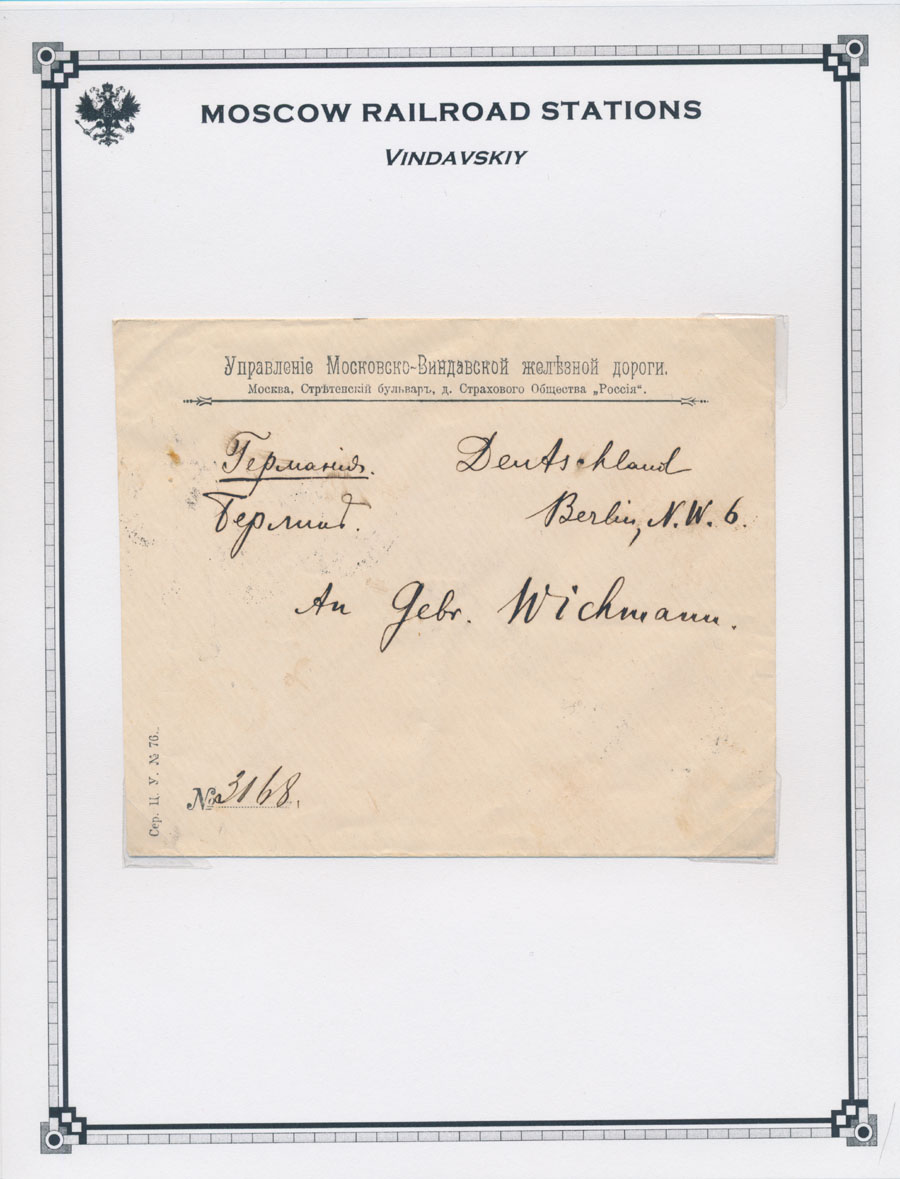 MOSCOW RAILROAD STATIONS
VINDAVSKIY
Управленіе Московско-Виндавской желѣзной дороги.
Москва, Стрѣтенскій бульваръ, д. Страхового Общества „Россія“.
Германія. Deutschland
Берлинъ. Berlin, N.W. 6.
An Gebr. Wichmann.
Сер. Ц. У. № 76.
№ 3168.